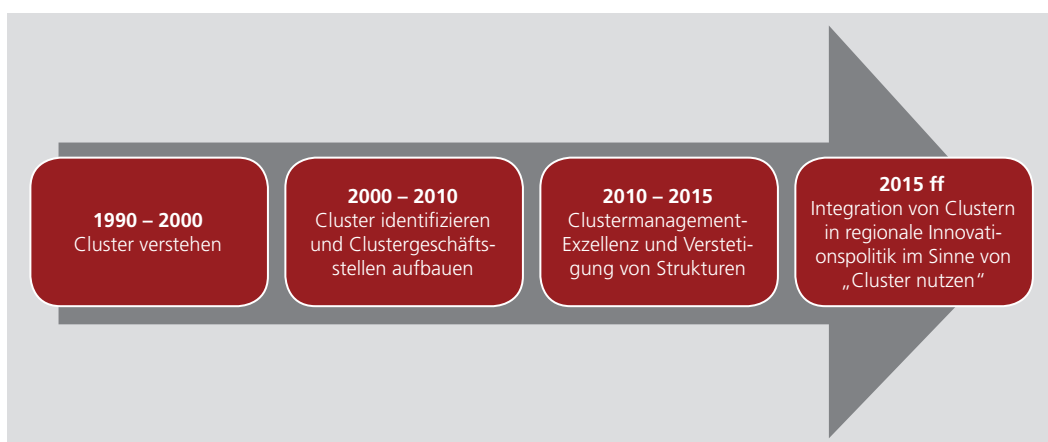 1990 – 2000
Cluster verstehen
2000 – 2010
Cluster identifizieren
und Clustergeschäfts-
stellen aufbauen
2010 – 2015
Clustermanagement-
Exzellenz und Versteti-
gung von Strukturen
2015 ff
Integration von Clustern
in regionale Innovati-
onspolitik im Sinne von
„Cluster nutzen“